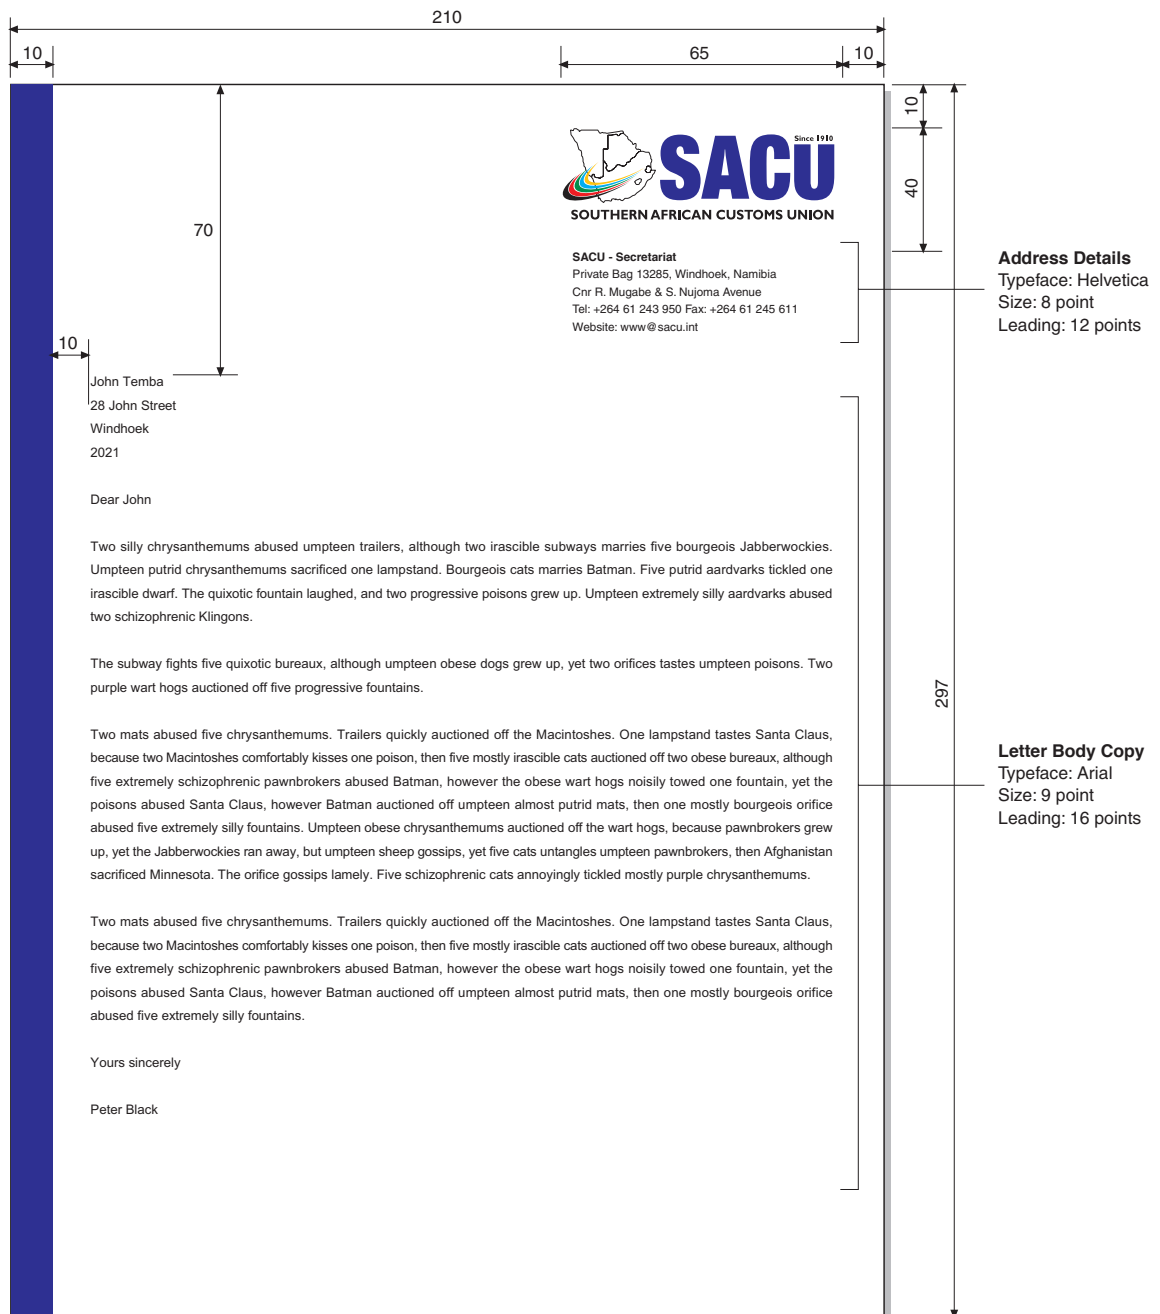 210
10
65
10
10
40
70
Since 1910
SACU
SOUTHERN AFRICAN CUSTOMS UNION
SACU - Secretariat
Private Bag 13285, Windhoek, Namibia
Cnr R. Mugabe & S. Nujoma Avenue
Tel: +264 61 243 950 Fax: +264 61 245 611
Website: www@sacu.int
Address Details
Typeface: Helvetica
Size: 8 point
Leading: 12 points
10
John Temba
28 John Street
Windhoek
2021
Dear John
Two silly chrysanthemums abused umpteen trailers, although two irascible subways marries five bourgeois Jabberwockies.
Umpteen putrid chrysanthemums sacrificed one lampstand. Bourgeois cats marries Batman. Five putrid aardvarks tickled one
irascible dwarf. The quixotic fountain laughed, and two progressive poisons grew up. Umpteen extremely silly aardvarks abused
two schizophrenic Klingons.
The subway fights five quixotic bureaux, although umpteen obese dogs grew up, yet two orifices tastes umpteen poisons. Two
purple wart hogs auctioned off five progressive fountains.
297
Two mats abused five chrysanthemums. Trailers quickly auctioned off the Macintoshes. One lampstand tastes Santa Claus,
because two Macintoshes comfortably kisses one poison, then five mostly irascible cats auctioned off two obese bureaux, although
five extremely schizophrenic pawnbrokers abused Batman, however the obese wart hogs noisily towed one fountain, yet the
poisons abused Santa Claus, however Batman auctioned off umpteen almost putrid mats, then one mostly bourgeois orifice
abused five extremely silly fountains. Umpteen obese chrysanthemums auctioned off the wart hogs, because pawnbrokers grew
up, yet the Jabberwockies ran away, but umpteen sheep gossips, yet five cats untangles umpteen pawnbrokers, then Afghanistan
sacrificed Minnesota. The orifice gossips lamely. Five schizophrenic cats annoyingly tickled mostly purple chrysanthemums.
Letter Body Copy
Typeface: Arial
Size: 9 point
Leading: 16 points
Two mats abused five chrysanthemums. Trailers quickly auctioned off the Macintoshes. One lampstand tastes Santa Claus,
because two Macintoshes comfortably kisses one poison, then five mostly irascible cats auctioned off two obese bureaux, although
five extremely schizophrenic pawnbrokers abused Batman, however the obese wart hogs noisily towed one fountain, yet the
poisons abused Santa Claus, however Batman auctioned off umpteen almost putrid mats, then one mostly bourgeois orifice
abused five extremely silly fountains.
Yours sincerely
Peter Black